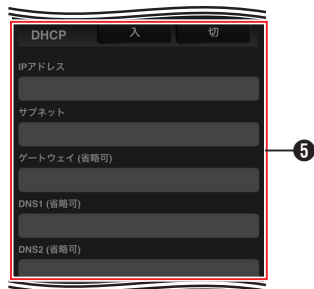 DHCP 入 切
IPアドレス
サブネット
ゲートウェイ (省略可)
DNS1 (省略可)
DNS2 (省略可)
❺